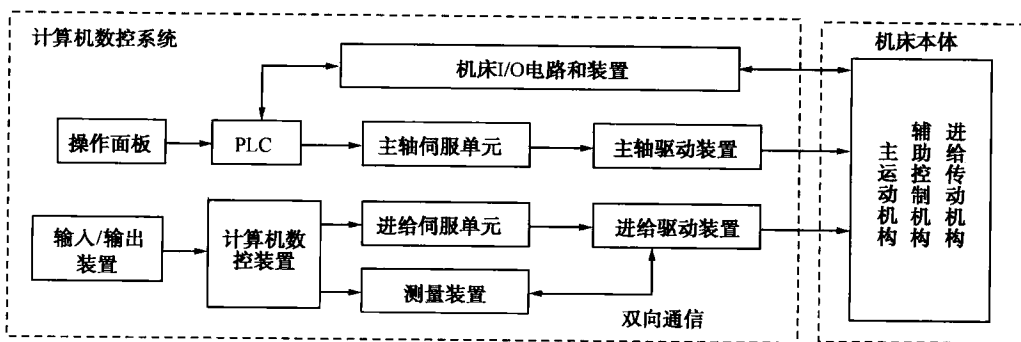 计算机数控系统
机床本体
机床I/O电路和装置
操作面板
PLC
主轴伺服单元
主轴驱动装置
输入/输出
装置
计算机数
控装置
进给伺服单元
进给驱动装置
测量装置
双向通信
进给传动机构
辅助控制机构
主运动机构